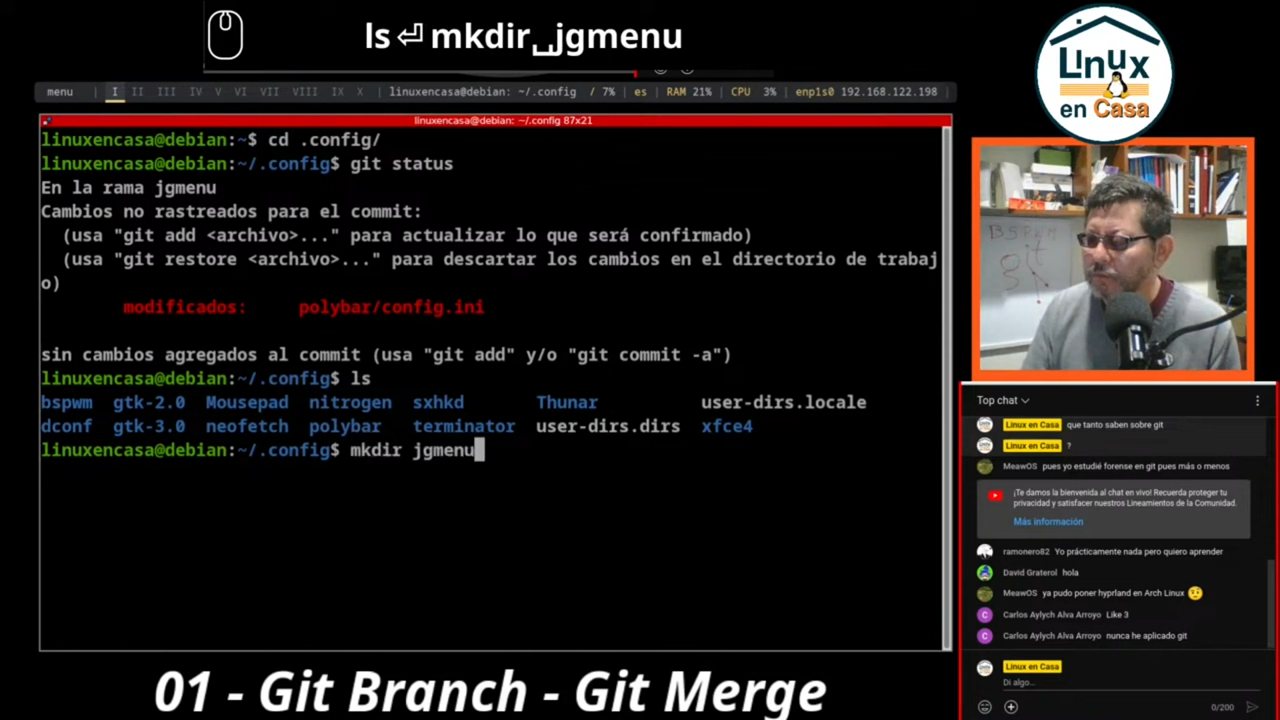 ls⏎mkdir␣jgmenu
Linux
en Casa
menu | I II III IV V VI VII VIII IX X | linuxencasa@debian: ~/.config / 7% | es | RAM 21% | CPU 3% | enp1s0 192.168.122.198 |
linuxencasa@debian: ~/.config 87x21
linuxencasa@debian:~$ cd .config/
linuxencasa@debian:~/.config$ git status
En la rama jgmenu
Cambios no rastreados para el commit:
(usa "git add <archivo>..." para actualizar lo que será confirmado)
(usa "git restore <archivo>..." para descartar los cambios en el directorio de trabaj
o)
modificados: polybar/config.ini
sin cambios agregados al commit (usa "git add" y/o "git commit -a")
linuxencasa@debian:~/.config$ ls
bspwm gtk-2.0 Mousepad nitrogen sxhkd Thunar user-dirs.locale
dconf gtk-3.0 neofetch polybar terminator user-dirs.dirs xfce4
linuxencasa@debian:~/.config$ mkdir jgmenu
BSPWM
Top chat
Linux en Casa que tanto saben sobre git
Linux en Casa ?
MeawOS pues yo estudié forense en git pues más o menos
¡Te damos la bienvenida al chat en vivo! Recuerda proteger tu
privacidad y satisfacer nuestros Lineamientos de la Comunidad.
Más información
ramonero82 Yo prácticamente nada pero quiero aprender
David Graterol hola
MeawOS ya pudo poner hyprland en Arch Linux 🤨
C Carlos Aylych Alva Arroyo Like 3
C Carlos Aylych Alva Arroyo nunca he aplicado git
Linux en Casa
Di algo...
0/200
01 - Git Branch - Git Merge